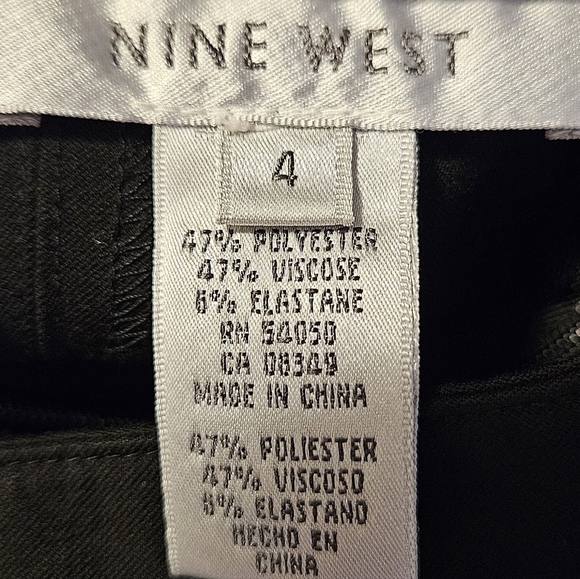 NINE WEST
4
47% POLYESTER
47% VISCOSE
6% ELASTANE
RN 54050
CA 08349
MADE IN CHINA
47% POLIESTER
47% VISCOSO
6% ELASTANO
HECHO EN
CHINA